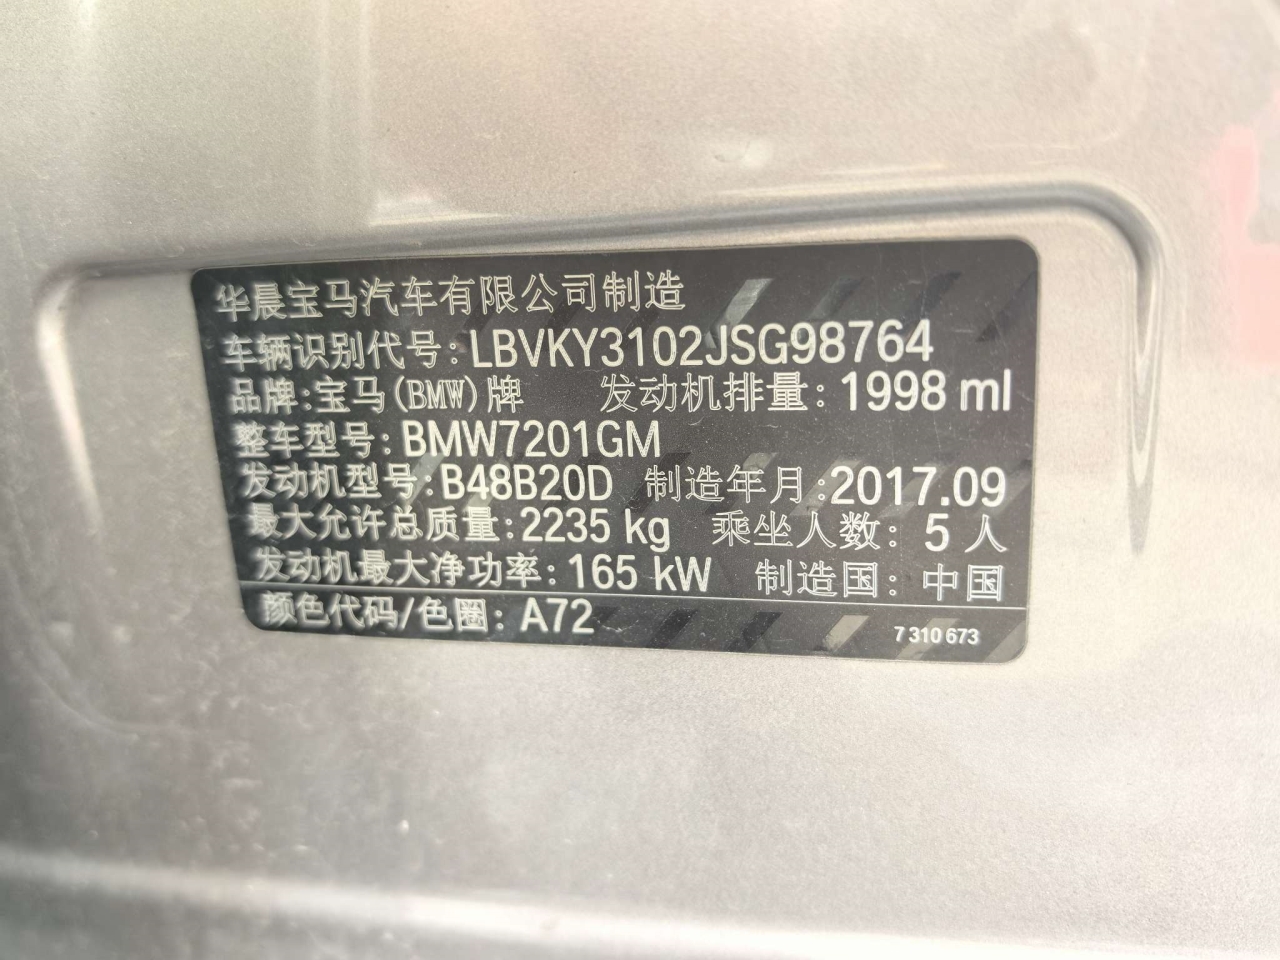 华晨宝马汽车有限公司制造
车辆识别代号: LBVKY3102JSG98764
品牌: 宝马(BMW)牌 发动机排量: 1998 ml
整车型号: BMW7201GM
发动机型号: B48B20D 制造年月: 2017.09
最大允许总质量: 2235 kg 乘坐人数: 5 人
发动机最大净功率: 165 kW 制造国: 中国
颜色代码/色圈: A72
7 310 673